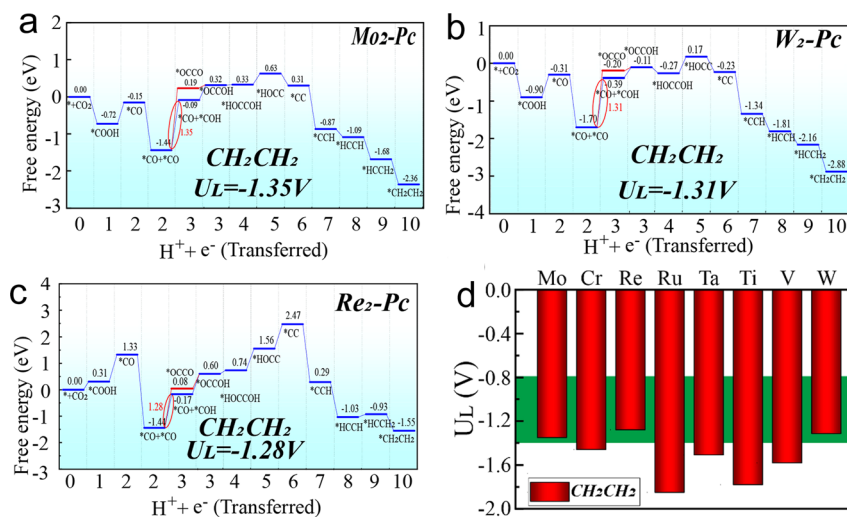 a
Mo2-Pc
Free energy (eV)
2
1
0
-1
-2
-3
0.00
*+CO₂
-0.72
*COOH
-0.15
*CO
-1.44
*CO+*CO
1.35
*OCCO
0.19
-0.09
*CO+*COH
0.32
*OCCOH
0.33
*HOCCOH
0.63
*HOCC
0.31
*CC
-0.87
*CCH
-1.09
*HCCH
-1.68
*HCCH₂
-2.36
*CH₂CH₂
CH₂CH₂
UL=-1.35V
0 1 2 2 3 3 4 5 6 7 8 9 10
H⁺ + e⁻ (Transferred)
b
W₂-Pc
Free energy (eV)
1
0
-1
-2
-3
-4
0.00
*+CO₂
-0.90
*COOH
-0.31
*CO
-1.70
*CO+*CO
1.31
*OCCO
-0.20
-0.39
*CO+*COH
*OCCOH
-0.11
-0.27
*HOCCOH
0.17
*HOCC
-0.23
*CC
-1.34
*CCH
-1.81
*HCCH
-2.16
*HCCH₂
-2.88
*CH₂CH₂
CH₂CH₂
UL=-1.31V
0 1 2 2 3 3 4 5 6 7 8 9 10
H⁺+ e⁻ (Transferred)
c
Re₂-Pc
Free energy (eV)
4
3
2
1
0
-1
-2
-3
0.00
*+CO₂
0.31
*COOH
1.33
*CO
-1.44
*CO+*CO
1.28
*OCCO
0.08
-0.17
*CO+*COH
0.60
*OCCOH
0.74
*HOCCOH
1.56
*HOCC
2.47
*CC
0.29
*CCH
-1.03
*HCCH
-0.93
*HCCH₂
-1.55
*CH₂CH₂
CH₂CH₂
UL=-1.28V
0 1 2 2 3 3 4 5 6 7 8 9 10
H⁺+ e⁻ (Transferred)
d
Mo Cr Re Ru Ta Ti V W
UL (V)
0.0
-0.4
-0.8
-1.2
-1.6
-2.0
CH₂CH₂